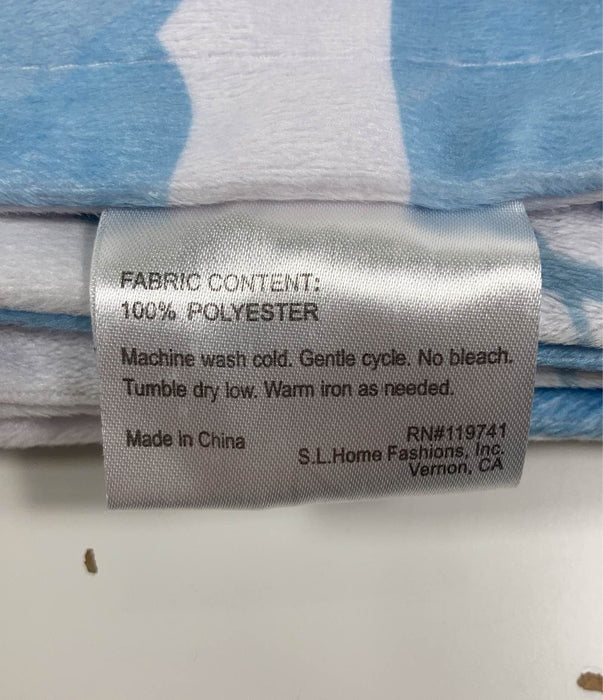 FABRIC CONTENT:
100% POLYESTER
Machine wash cold. Gentle cycle. No bleach.
Tumble dry low. Warm iron as needed.
Made in China
RN#119741
S.L.Home Fashions, Inc.
Vernon, CA